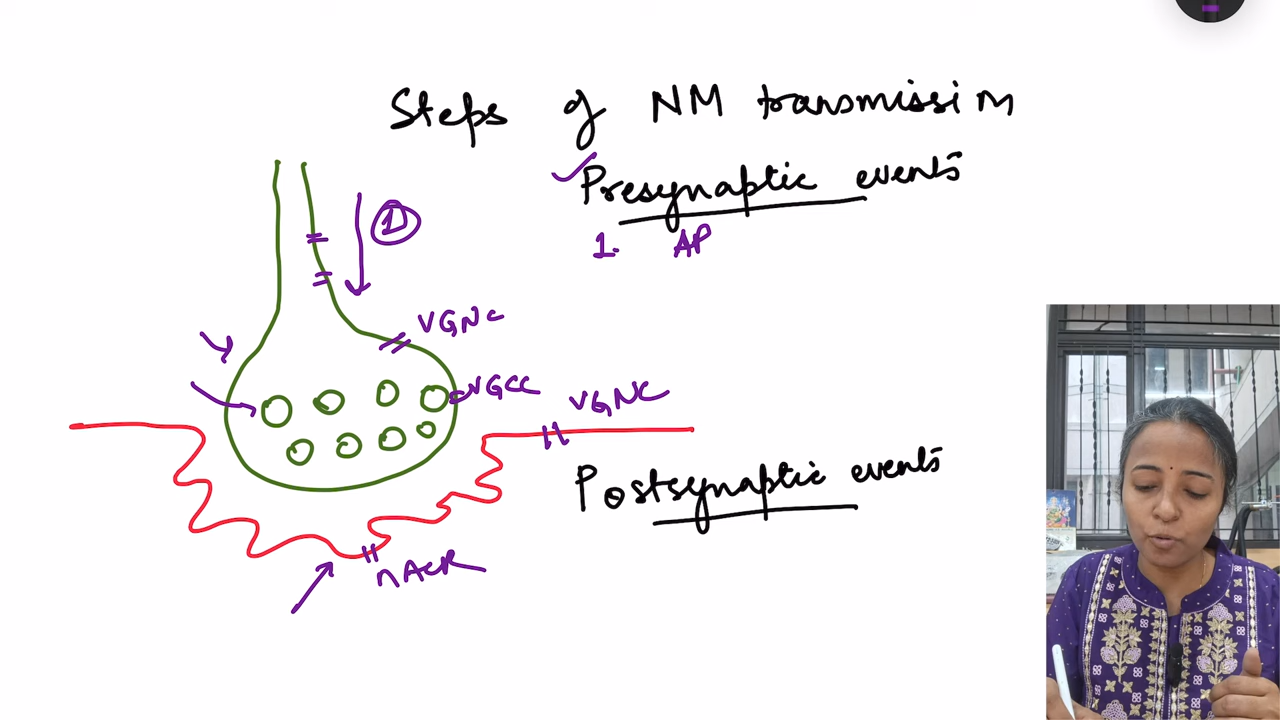 Steps of NM transmission
Presynaptic events
1. AP
1
VGNC
VGCC
VGNC
Postsynaptic events
nAChR